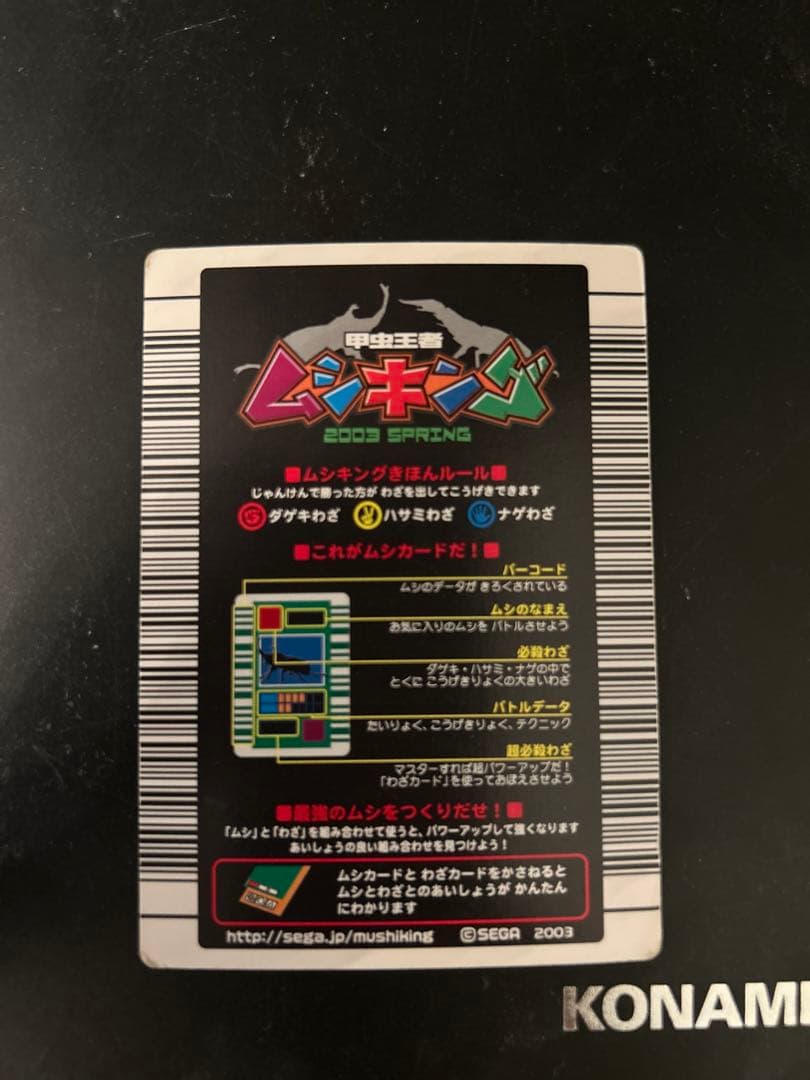 甲虫王者
ムシキング
2003 SPRING
■ムシキングきほんルール■
じゃんけんで勝った方が わざを出してこうげきできます
ダゲキわざ ハサミわざ ナゲわざ
■これがムシカードだ!■
バーコード
ムシのデータが きろくされている
ムシのなまえ
お気に入りのムシを バトルさせよう
必殺わざ
ダゲキ・ハサミ・ナゲの中で
とくに こうげきりょくの大きいわざ
バトルデータ
たいりょく、こうげきりょく、テクニック
超必殺わざ
マスターすれば超パワーアップだ!
「わざカード」を使っておぼえさせよう
■最強のムシをつくりだせ!■
「ムシ」と「わざ」を組み合わせて使うと、パワーアップして強くなります
あいしょうの良い組み合わせを見つけよう!
ムシカードと わざカードをかさねると
ムシとわざとのあいしょうが かんたん
にわかります
http://sega.jp/mushiking ©SEGA 2003
KONAMI